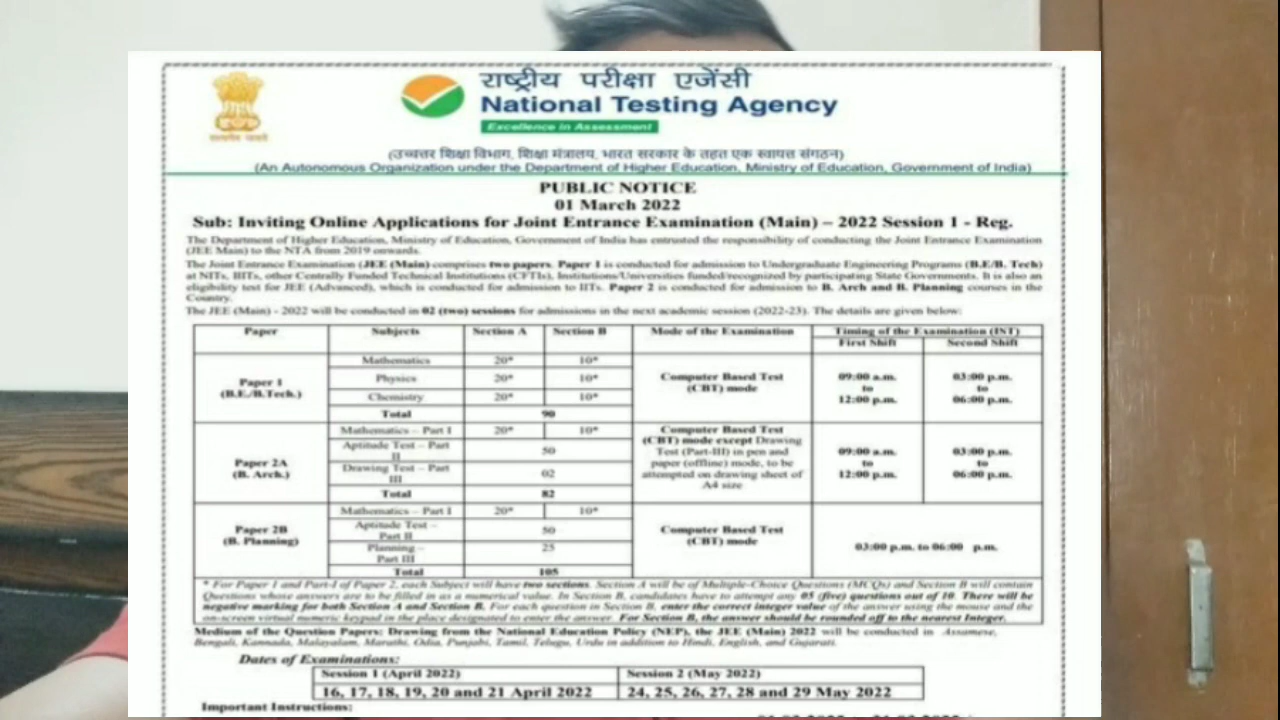 राष्ट्रीय परीक्षा एजेंसी
National Testing Agency
Excellence in Assessment
सत्यमेव जयते
(उच्चतर शिक्षा विभाग, शिक्षा मंत्रालय, भारत सरकार के तहत एक स्वायत्त संगठन)
(An Autonomous Organization under the Department of Higher Education, Ministry of Education, Government of India)
PUBLIC NOTICE
01 March 2022
Sub: Inviting Online Applications for Joint Entrance Examination (Main) – 2022 Session 1 - Reg.
The Department of Higher Education, Ministry of Education, Government of India has entrusted the responsibility of conducting the Joint Entrance Examination
(JEE Main) to the NTA from 2019 onwards.
The Joint Entrance Examination (JEE (Main) comprises two papers. Paper 1 is conducted for admission to Undergraduate Engineering Programs (B.E/B. Tech)
at NITs, IIITs, other Centrally Funded Technical Institutions (CFTIs), Institutions/Universities funded/recognized by participating State Governments. It is also an
eligibility test for JEE (Advanced), which is conducted for admission to IITs. Paper 2 is conducted for admission to B. Arch and B. Planning courses in the
Country.
The JEE (Main) - 2022 will be conducted in 02 (two) sessions for admissions in the next academic session (2022-23). The details are given below:
Paper Subjects Section A Section B Mode of the Examination Timing of the Examination (IST)
First Shift Second Shift
Paper 1
(B.E./B.Tech.)
Mathematics 20* 10*
Physics 20* 10*
Chemistry 20* 10*
Total 90
Computer Based Test
(CBT) mode
09:00 a.m.
to
12:00 p.m.
03:00 p.m.
to
06:00 p.m.
Paper 2A
(B. Arch.)
Mathematics – Part I 20* 10*
Aptitude Test – Part
II
50
Drawing Test – Part
III
02
Total 82
Computer Based Test
(CBT) mode except Drawing
Test (Part-III) in pen and
paper (offline) mode, to be
attempted on drawing sheet of
A4 size
09:00 a.m.
to
12:00 p.m.
03:00 p.m.
to
06:00 p.m.
Paper 2B
(B. Planning)
Mathematics – Part I 20* 10*
Aptitude Test –
Part II
50
Planning –
Part III
25
Total 105
Computer Based Test
(CBT) mode
03:00 p.m. to 06:00 p.m.
* For Paper 1 and Part-I of Paper 2, each Subject will have two sections. Section A will be of Multiple-Choice Questions (MCQs) and Section B will contain
Questions whose answers are to be filled in as a numerical value. In Section B, candidates have to attempt any 05 (five) questions out of 10. There will be
negative marking for both Section A and Section B. For each question in Section B, enter the correct integer value of the answer using the mouse and the
on-screen virtual numeric keypad in the place designated to enter the answer. For Section B, the answer should be rounded off to the nearest Integer.
Medium of the Question Papers: Drawing from the National Education Policy (NEP), the JEE (Main) 2022 will be conducted in Assamese,
Bengali, Kannada, Malayalam, Marathi, Odia, Punjabi, Tamil, Telugu, Urdu in addition to Hindi, English, and Gujarati.
Dates of Examinations:
Session 1 (April 2022) Session 2 (May 2022)
16, 17, 18, 19, 20 and 21 April 2022 24, 25, 26, 27, 28 and 29 May 2022
Important Instructions: